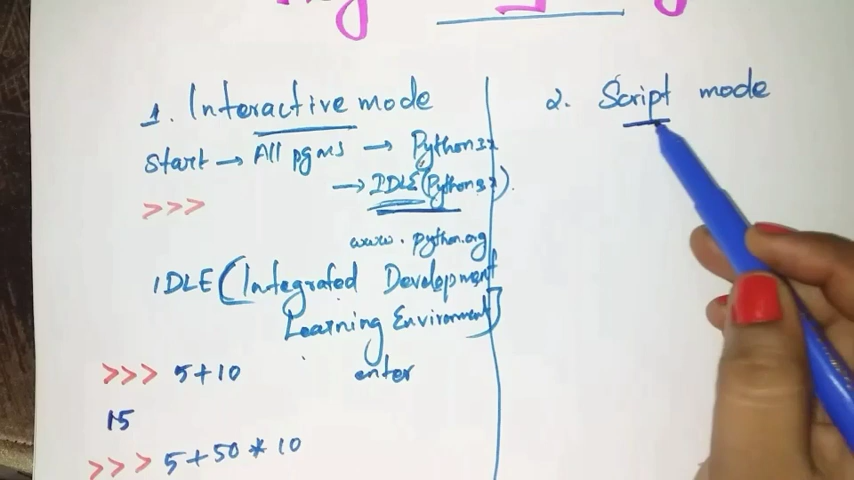 1. Interactive mode
Start → All pgms → Python3x
→ IDLE (Python3x).
>>>
www.python.org
IDLE (Integrated Development
Learning Environment)
>>> 5+10 enter
15
>>> 5+50 * 10
2. Script mode